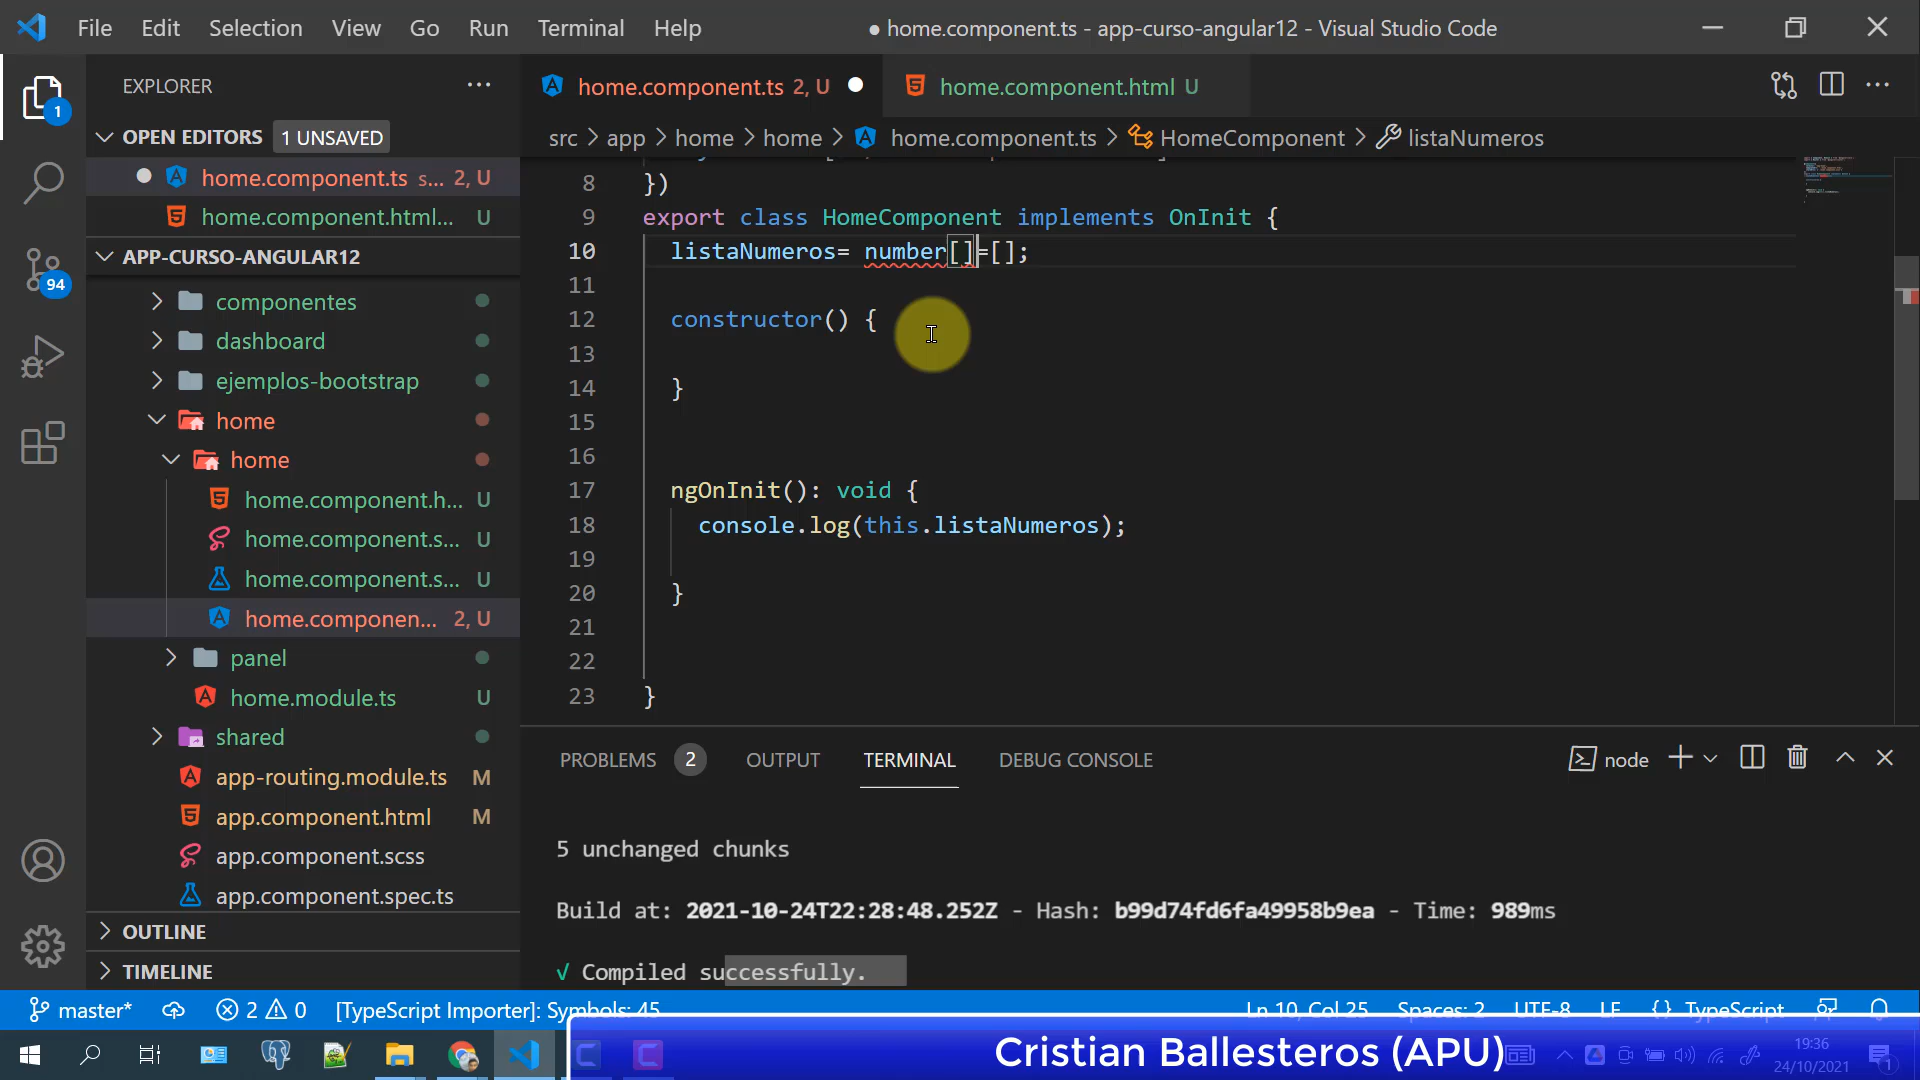 File Edit Selection View Go Run Terminal Help
● home.component.ts - app-curso-angular12 - Visual Studio Code
EXPLORER
OPEN EDITORS 1 UNSAVED
home.component.ts s... 2, U
home.component.html... U
APP-CURSO-ANGULAR12
componentes
dashboard
ejemplos-bootstrap
home
home
home.component.h... U
home.component.s... U
home.component.s... U
home.componen... 2, U
panel
home.module.ts U
shared
app-routing.module.ts M
app.component.html M
app.component.scss
app.component.spec.ts
OUTLINE
TIMELINE
1
94
home.component.ts 2, U
home.component.html U
src > app > home > home > home.component.ts > HomeComponent > listaNumeros
8 })
9 export class HomeComponent implements OnInit {
10 listaNumeros= number[]=[];
11
12 constructor() {
13
14 }
15
16
17 ngOnInit(): void {
18 console.log(this.listaNumeros);
19
20 }
21
22
23 }
PROBLEMS 2 OUTPUT TERMINAL DEBUG CONSOLE
node
5 unchanged chunks
Build at: 2021-10-24T22:28:48.252Z - Hash: b99d74fd6fa49958b9ea - Time: 989ms
√ Compiled successfully.
master* 2 0 [TypeScript Importer]: Symbols: 45 Ln 10, Col 25 Spaces: 2 UTF-8 LF {} TypeScript
Cristian Ballesteros (APU)
19:36
24/10/2021
1